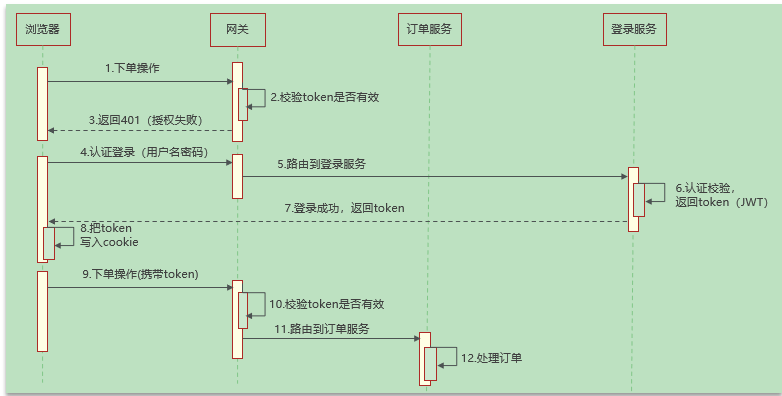 浏览器
网关
订单服务
登录服务
1.下单操作
2.校验token是否有效
3.返回401（授权失败）
4.认证登录（用户名密码）
5.路由到登录服务
6.认证校验，
返回token（JWT）
7.登录成功，返回token
8.把token
写入cookie
9.下单操作(携带token)
10.校验token是否有效
11.路由到订单服务
12.处理订单